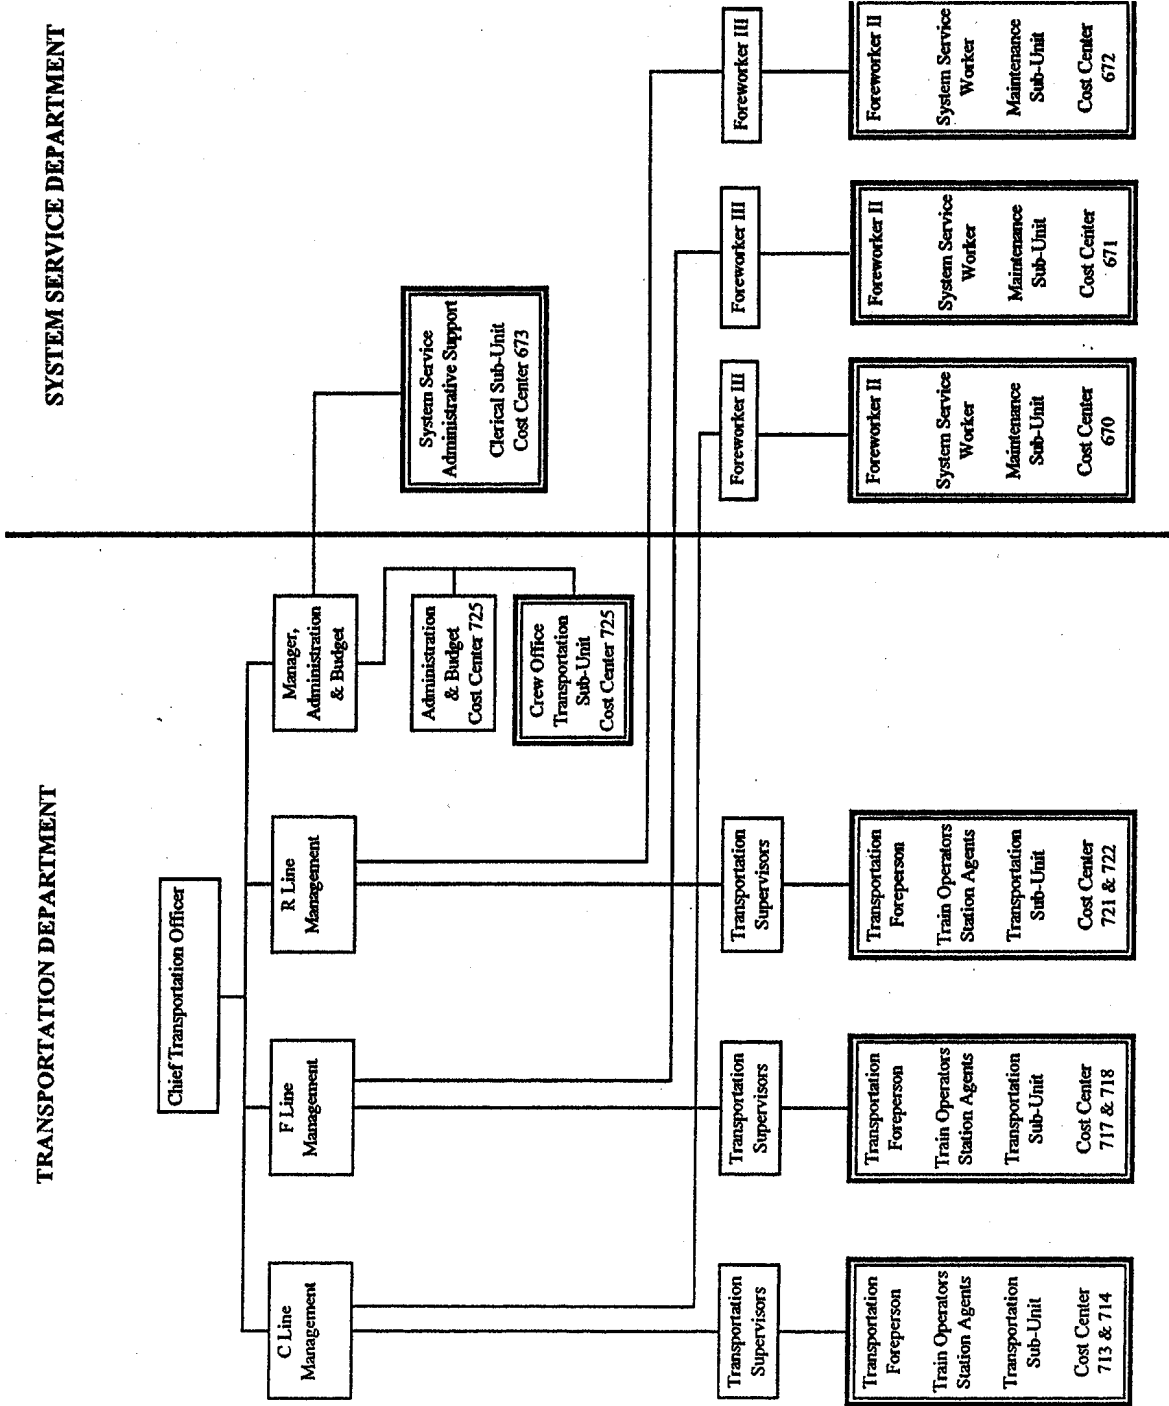 TRANSPORTATION DEPARTMENT
SYSTEM SERVICE DEPARTMENT
Chief Transportation Officer
C Line
Management
F Line
Management
R Line
Management
Manager,
Administration
& Budget
System Service
Administrative Support
Clerical Sub-Unit
Cost Center 673
Administration
& Budget
Cost Center 725
Crew Office
Transportation
Sub-Unit
Cost Center 725
Transportation
Supervisors
Transportation
Supervisors
Transportation
Supervisors
Foreworker III
Foreworker III
Foreworker III
Transportation
Foreperson
Train Operators
Station Agents
Transportation
Sub-Unit
Cost Center
713 & 714
Transportation
Foreperson
Train Operators
Station Agents
Transportation
Sub-Unit
Cost Center
717 & 718
Transportation
Foreperson
Train Operators
Station Agents
Transportation
Sub-Unit
Cost Center
721 & 722
Foreworker II
System Service
Worker
Maintenance
Sub-Unit
Cost Center
670
Foreworker II
System Service
Worker
Maintenance
Sub-Unit
Cost Center
671
Foreworker II
System Service
Worker
Maintenance
Sub-Unit
Cost Center
672